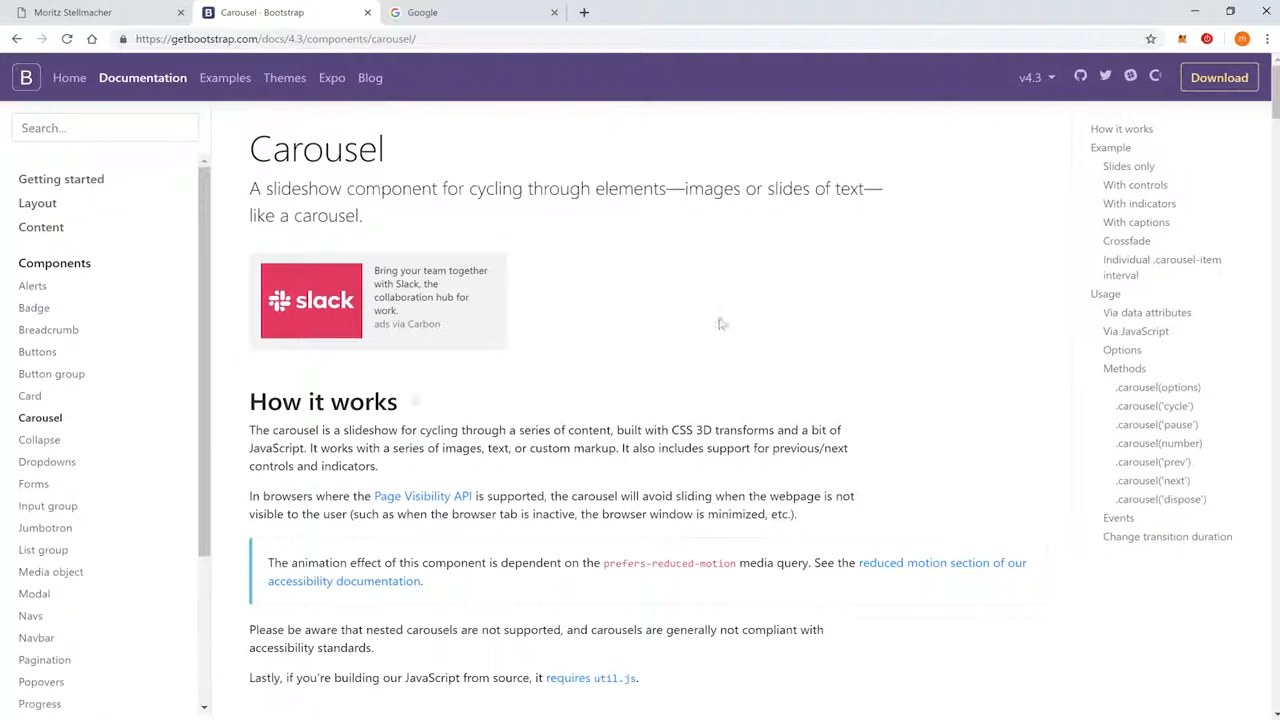 Moritz Stellmacher
Carousel · Bootstrap
Google
https://getbootstrap.com/docs/4.3/components/carousel/
m
B
Home
Documentation
Examples
Themes
Expo
Blog
v4.3
Download
Search...
Getting started
Layout
Content
Components
Alerts
Badge
Breadcrumb
Buttons
Button group
Card
Carousel
Collapse
Dropdowns
Forms
Input group
Jumbotron
List group
Media object
Modal
Navs
Navbar
Pagination
Popovers
Progress
Carousel
A slideshow component for cycling through elements—images or slides of text—
like a carousel.
slack
Bring your team together
with Slack, the
collaboration hub for
work.
ads via Carbon
How it works
The carousel is a slideshow for cycling through a series of content, built with CSS 3D transforms and a bit of
JavaScript. It works with a series of images, text, or custom markup. It also includes support for previous/next
controls and indicators.
In browsers where the Page Visibility API is supported, the carousel will avoid sliding when the webpage is not
visible to the user (such as when the browser tab is inactive, the browser window is minimized, etc.).
The animation effect of this component is dependent on the prefers-reduced-motion media query. See the reduced motion section of our
accessibility documentation.
Please be aware that nested carousels are not supported, and carousels are generally not compliant with
accessibility standards.
Lastly, if you're building our JavaScript from source, it requires util.js.
How it works
Example
Slides only
With controls
With indicators
With captions
Crossfade
Individual .carousel-item
interval
Usage
Via data attributes
Via JavaScript
Options
Methods
.carousel(options)
.carousel('cycle')
.carousel('pause')
.carousel(number)
.carousel('prev')
.carousel('next')
.carousel('dispose')
Events
Change transition duration